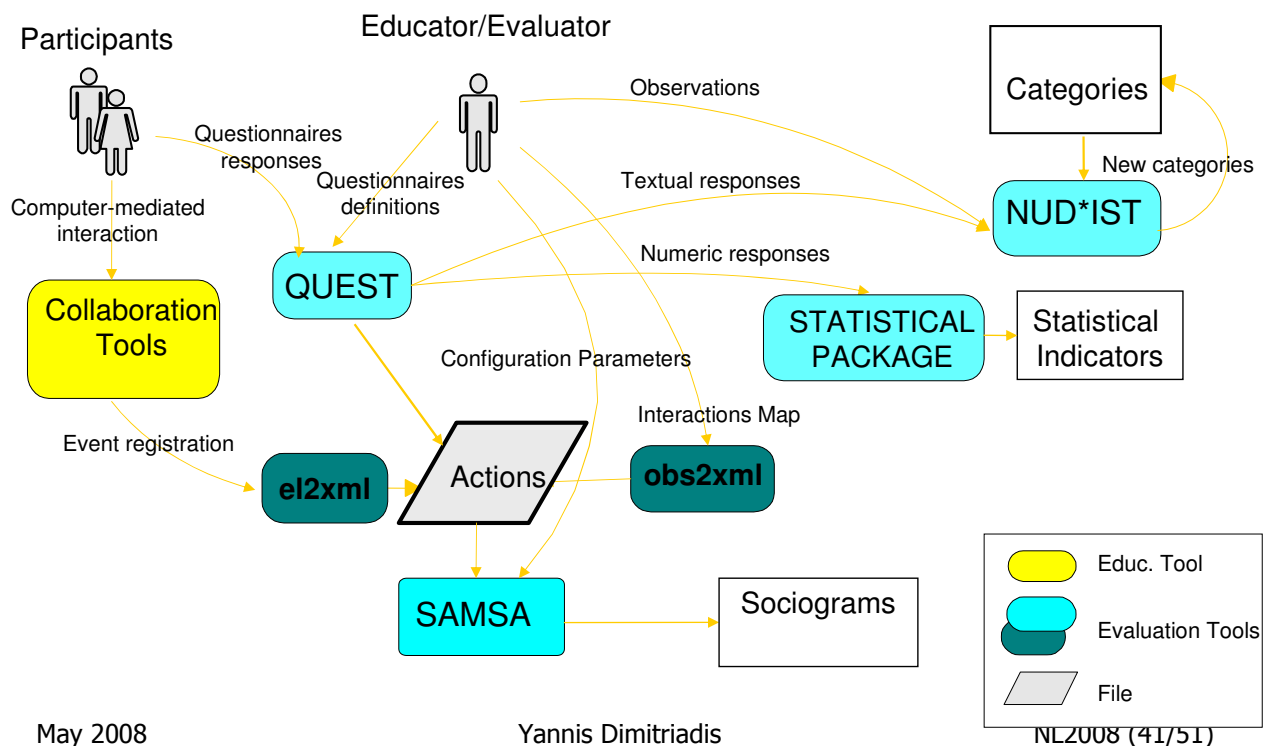 Participants
Educator/Evaluator
Observations
Categories
Questionnaires
responses
Questionnaires
definitions
Textual responses
New categories
Computer-mediated
interaction
NUD*IST
QUEST
Numeric responses
Collaboration
Tools
STATISTICAL
PACKAGE
Statistical
Indicators
Configuration Parameters
Interactions Map
Event registration
el2xml
Actions
obs2xml
SAMSA
Sociograms
Educ. Tool
Evaluation Tools
File
May 2008
Yannis Dimitriadis
NL2008 (41/51)